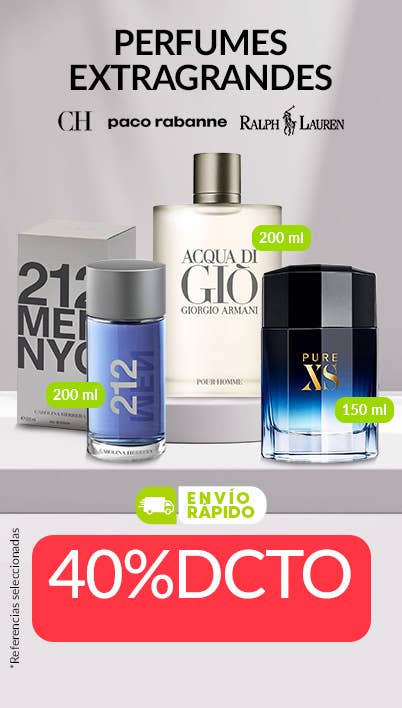 PERFUMES
EXTRAGRANDES
CH paco rabanne RALPH LAUREN
200 ml
ACQUA DI
GIÒ
GIORGIO ARMANI
POUR HOMME
212
MEN
NYC
CAROLINA HERRERA
212
MEN
CAROLINA HERRERA
200 ml
PURE
XS
150 ml
ENVÍO
RÁPIDO
40%DCTO
*Referencias seleccionadas